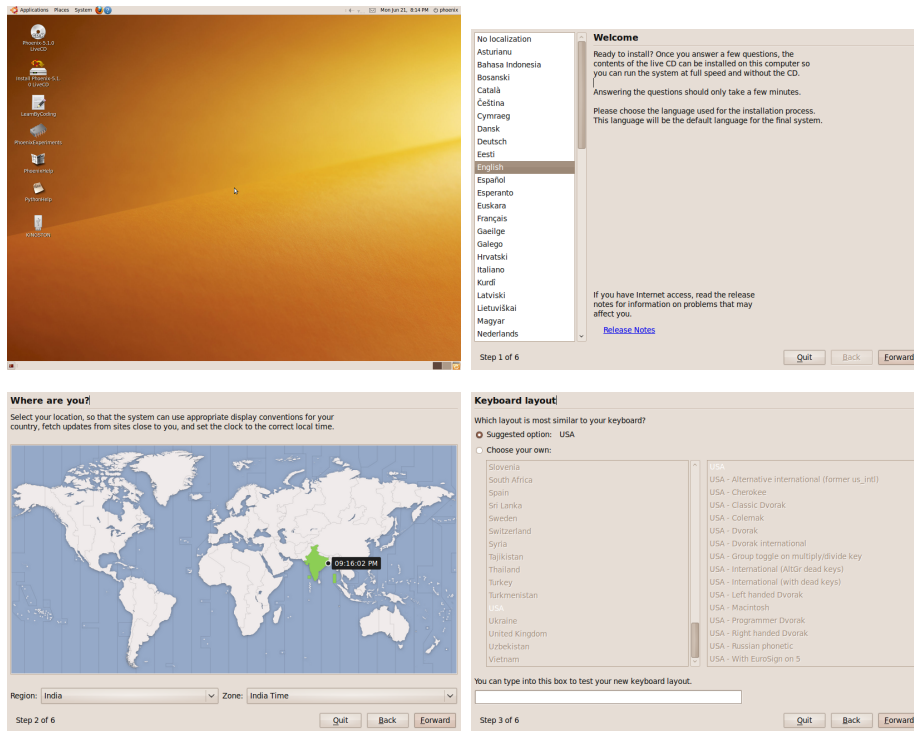 Applications Places System
Mon Jun 21, 8:14 PM phoenix
Phoenix-5.1.0
LiveCD
Install Phoenix-5.1.
0 LiveCD
LearnByCoding
PhoenixExperiments
PhoenixHelp
PythonHelp
KINGSTON
No localization
Asturianu
Bahasa Indonesia
Bosanski
Català
Čeština
Cymraeg
Dansk
Deutsch
Eesti
English
Español
Esperanto
Euskara
Français
Gaeilge
Galego
Hrvatski
Italiano
Kurdî
Latviski
Lietuviškai
Magyar
Nederlands
Welcome
Ready to install? Once you answer a few questions, the
contents of the live CD can be installed on this computer so
you can run the system at full speed and without the CD.
Answering the questions should only take a few minutes.
Please choose the language used for the installation process.
This language will be the default language for the final system.
If you have Internet access, read the release
notes for information on problems that may
affect you.
Release Notes
Step 1 of 6
Quit Back Forward
Where are you?
Select your location, so that the system can use appropriate display conventions for your
country, fetch updates from sites close to you, and set the clock to the correct local time.
09:16:02 PM
Region: India Zone: India Time
Step 2 of 6
Quit Back Forward
Keyboard layout
Which layout is most similar to your keyboard?
Suggested option: USA
Choose your own:
Slovenia
South Africa
Spain
Sri Lanka
Sweden
Switzerland
Syria
Tajikistan
Thailand
Turkey
Turkmenistan
USA
Ukraine
United Kingdom
Uzbekistan
Vietnam
USA
USA - Alternative international (former us_intl)
USA - Cherokee
USA - Classic Dvorak
USA - Colemak
USA - Dvorak
USA - Dvorak international
USA - Group toggle on multiply/divide key
USA - International (AltGr dead keys)
USA - International (with dead keys)
USA - Left handed Dvorak
USA - Macintosh
USA - Programmer Dvorak
USA - Right handed Dvorak
USA - Russian phonetic
USA - With EuroSign on 5
You can type into this box to test your new keyboard layout.
Step 3 of 6
Quit Back Forward